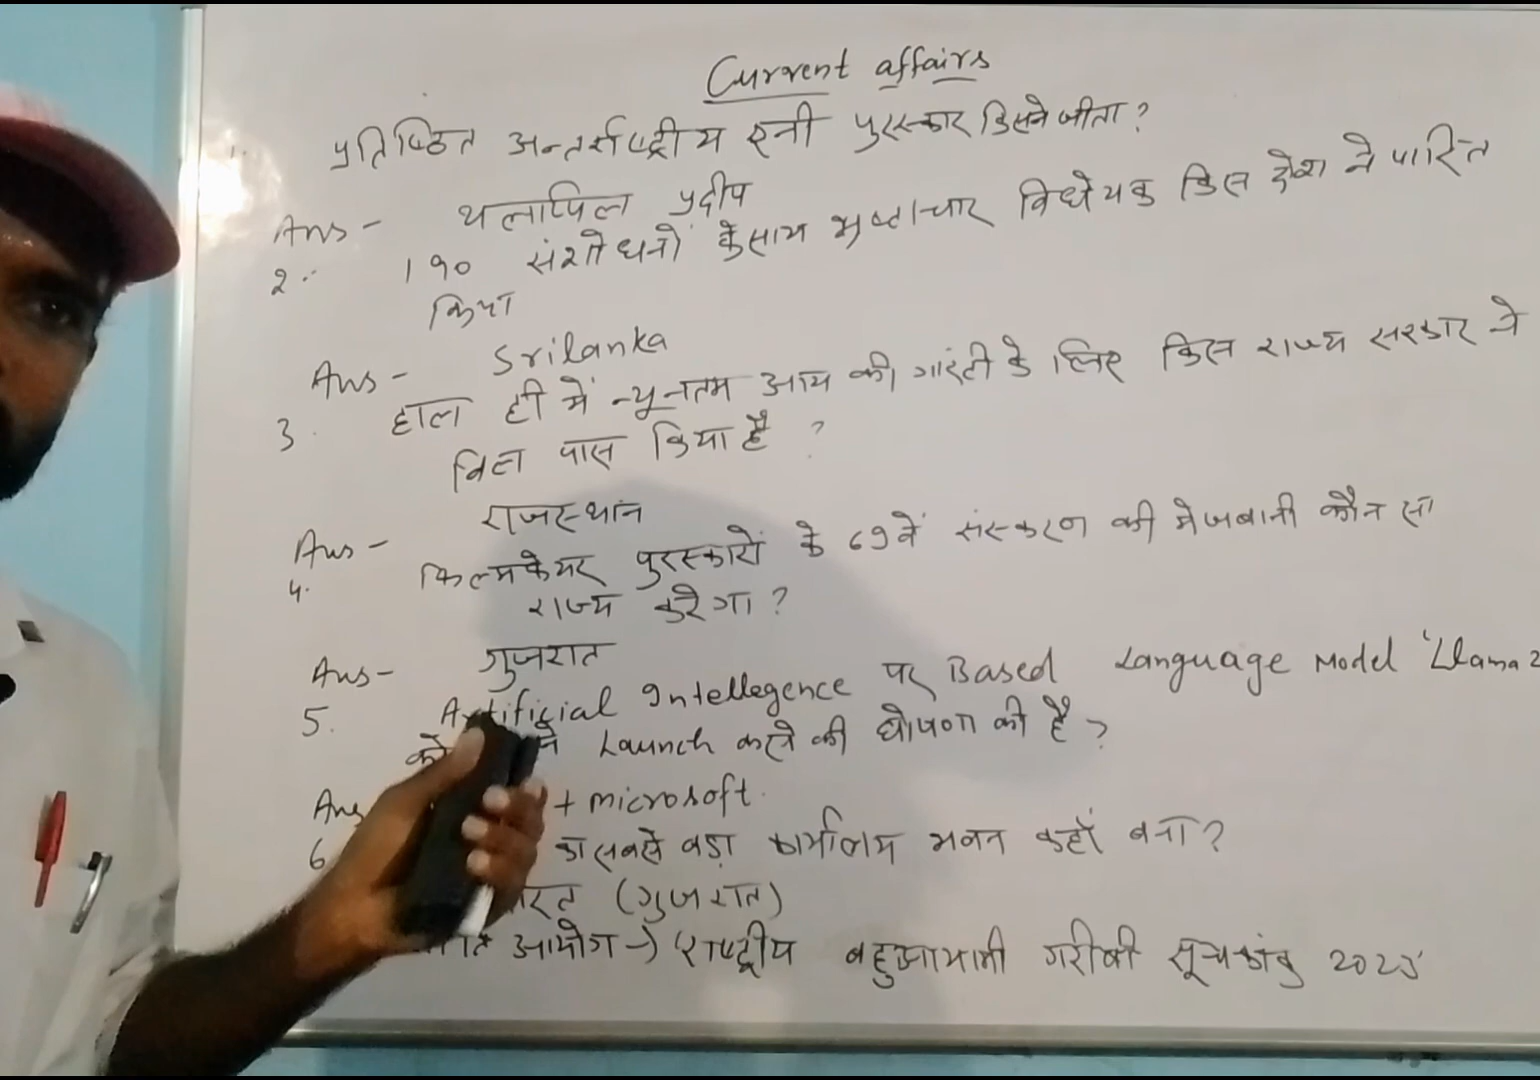 Current affairs
1. प्रतिष्ठित अन्तर्राष्ट्रीय एनी पुरस्कार किसने जीता?
Ans - थलाप्पिल प्रदीप
2. 190 संशोधनों के साथ भ्रष्टाचार विधेयक किस देश ने पारित
किया
Ans - Srilanka
3. हाल ही में न्यूनतम आय की गारंटी के लिए किस राज्य सरकार ने
बिल पास किया है ?
Ans - राजस्थान
4. फिल्मफेयर पुरस्कारों के 69वें संस्करण की मेजबानी कौन सा
राज्य करेगा?
Ans - गुजरात
5. Artificial Intellegence पर Based Language Model 'Llama 2
को ने Launch करने की घोषणा की है ?
Ans + microsoft.
6 का सबसे बड़ा कार्यालय भवन कहाँ बना?
(गुजरात)
आयोग → राष्ट्रीय बहुआयामी गरीबी सूचकांक